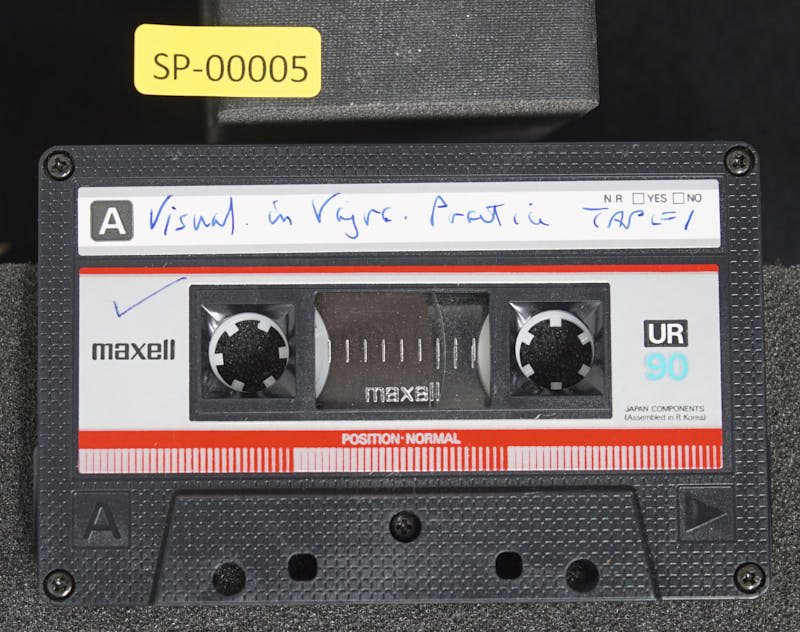 SP-00005
N.R □ YES □ NO
A Visual. in Vajra. Practice TAPE 1
maxell
maxell
UR
90
JAPAN COMPONENTS
(Assembled in R.Korea)
POSITION·NORMAL
A